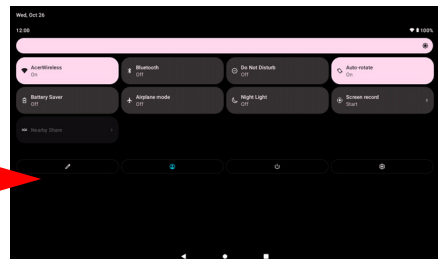 Wed, Oct 26
12:00
100%
AcerWireless
On
Bluetooth
Off
Do Not Disturb
Off
Auto-rotate
On
Battery Saver
Off
Airplane mode
Off
Night Light
Off
Screen record
Start
Nearby Share